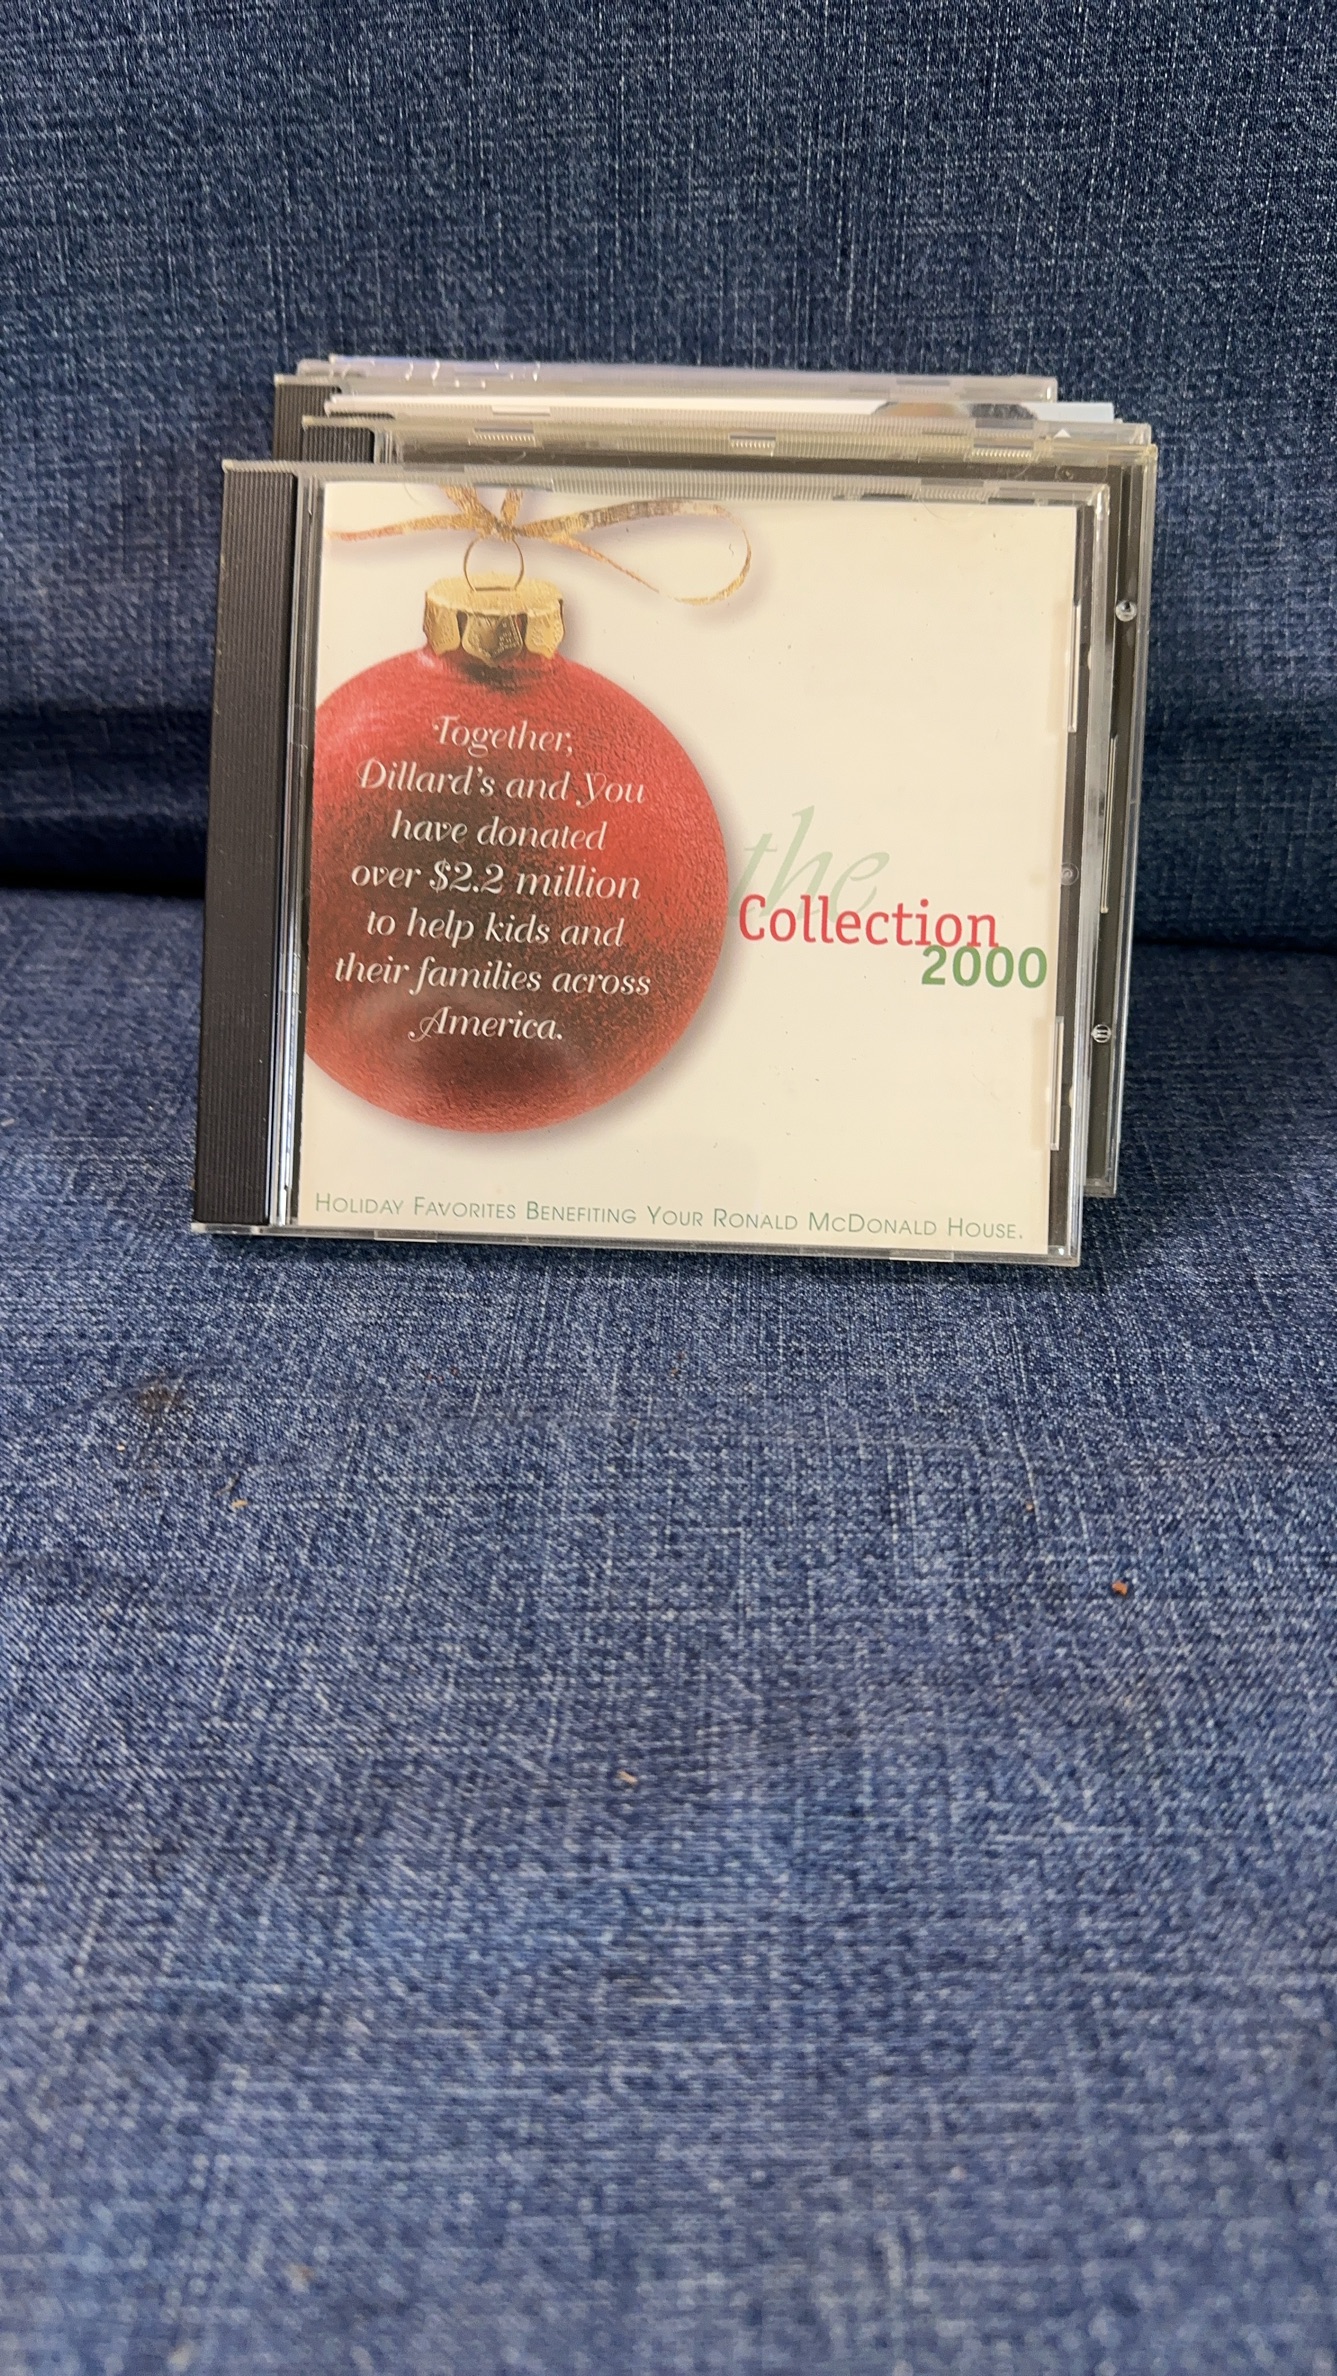 Together,
Dillard's and You
have donated
over $2.2 million
to help kids and
their families across
America.
the
Collection
2000
HOLIDAY FAVORITES BENEFITING YOUR RONALD MCDONALD HOUSE.